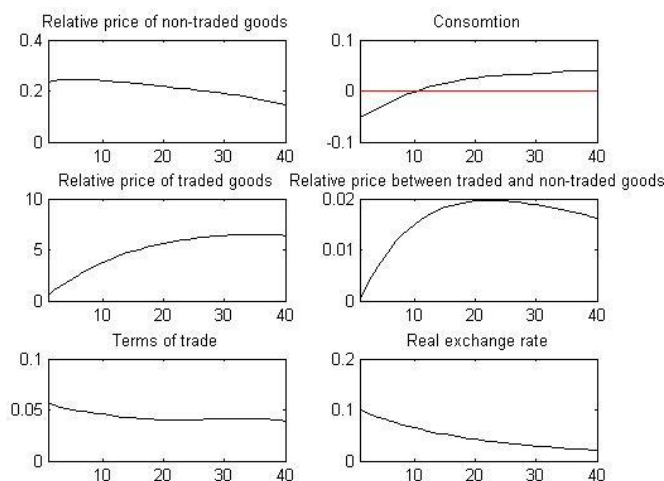 Relative price of non-traded goods
Consomtion
0.4
0.2
0
10 20 30 40
0.1
0
-0.1
10 20 30 40
Relative price of traded goods
Relative price between traded and non-traded goods
10
5
0
10 20 30 40
0.02
0.01
0
10 20 30 40
Terms of trade
Real exchange rate
0.1
0.05
0
10 20 30 40
0.2
0.1
0
10 20 30 40